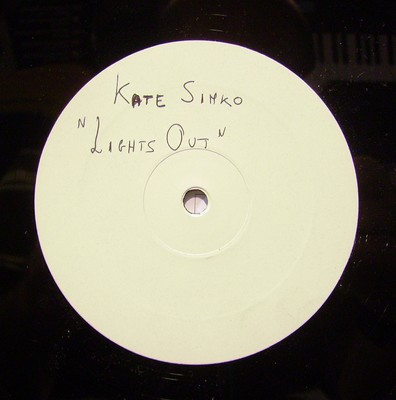 KATE SIMKO
"LIGHTS OUT"